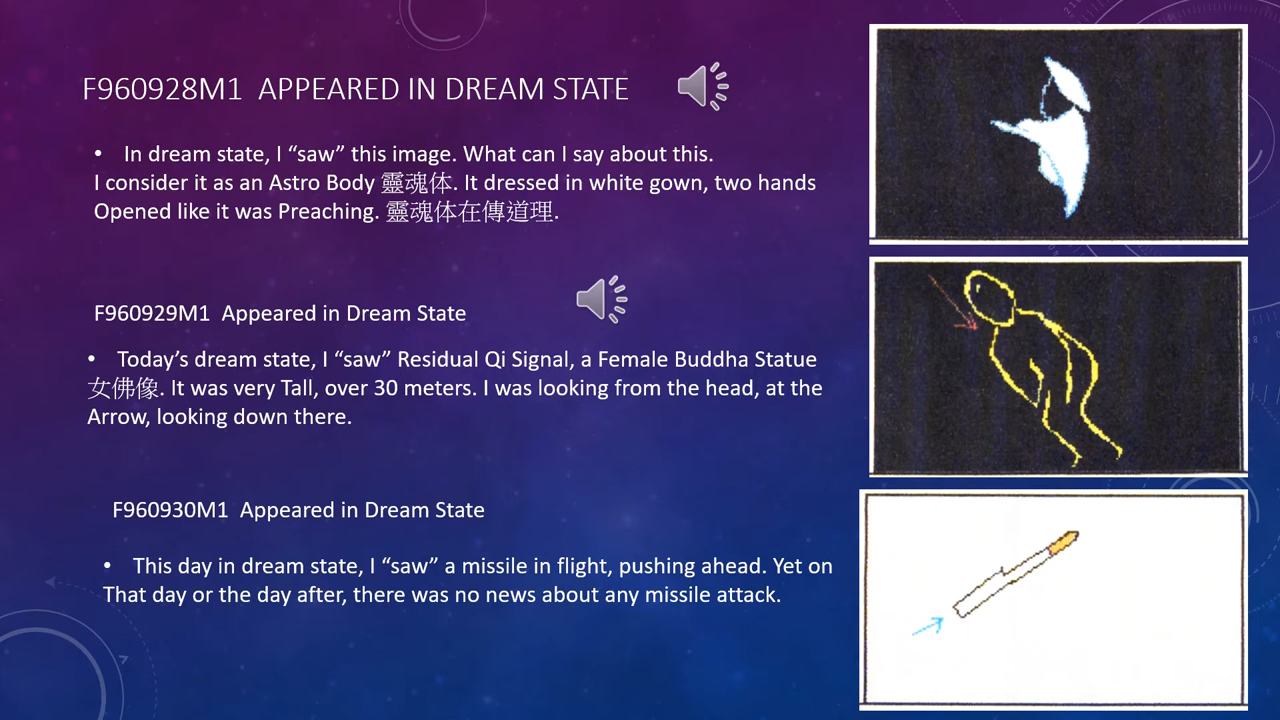 F960928M1 APPEARED IN DREAM STATE
• In dream state, I “saw” this image. What can I say about this.
I consider it as an Astro Body 靈魂体. It dressed in white gown, two hands
Opened like it was Preaching. 靈魂体在傳道理.
F960929M1 Appeared in Dream State
• Today’s dream state, I “saw” Residual Qi Signal, a Female Buddha Statue
女佛像. It was very Tall, over 30 meters. I was looking from the head, at the
Arrow, looking down there.
F960930M1 Appeared in Dream State
• This day in dream state, I “saw” a missile in flight, pushing ahead. Yet on
That day or the day after, there was no news about any missile attack.